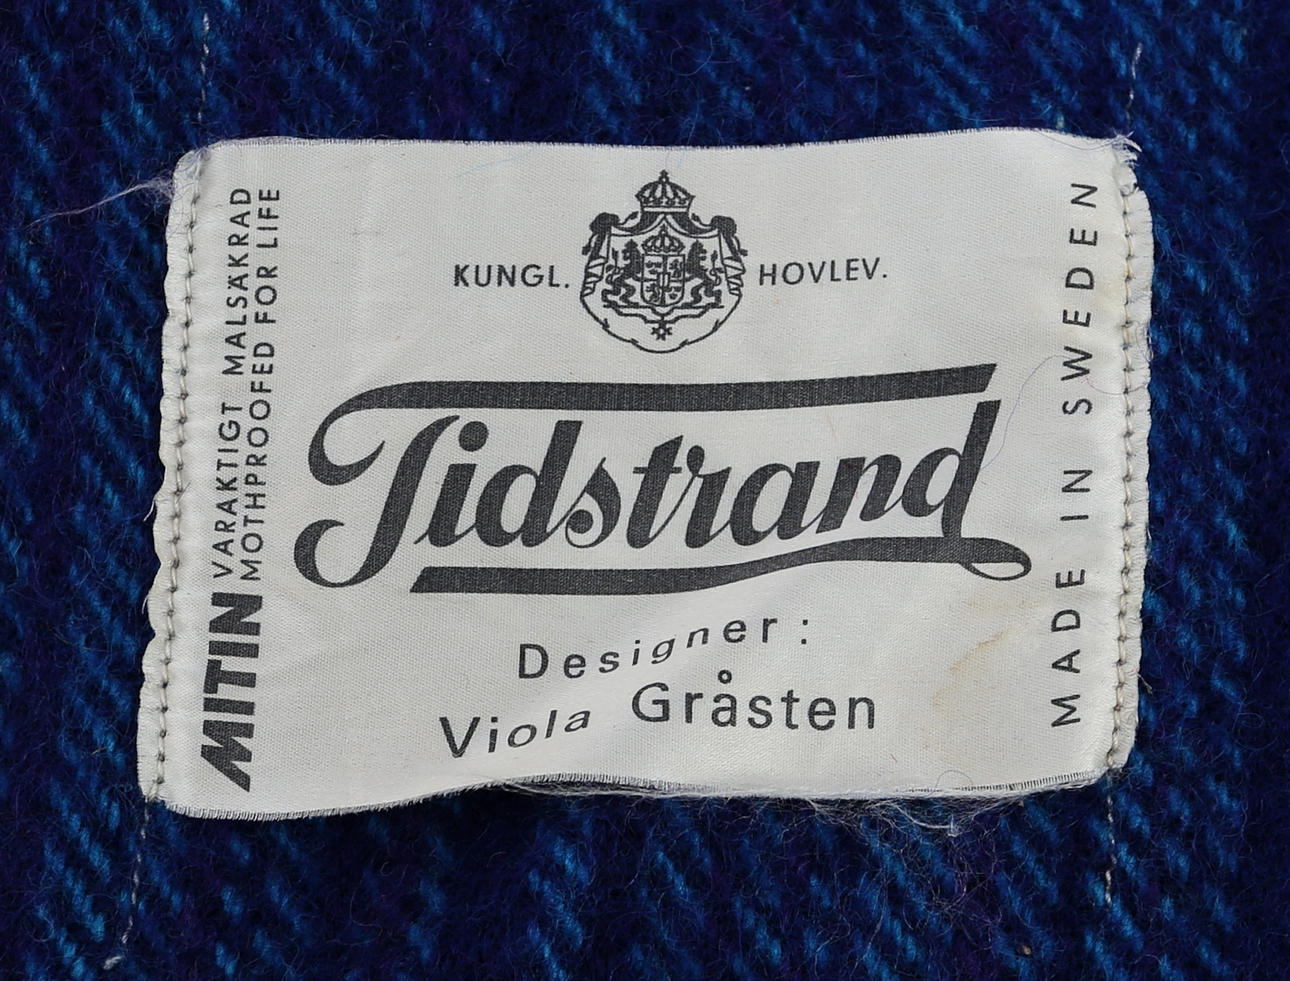 KUNGL. HOVLEV.
Tidstrand
Designer:
Viola Gråsten
MITIN VARAKTIGT MALSÄKRAD
MOTHPROOFED FOR LIFE
MADE IN SWEDEN